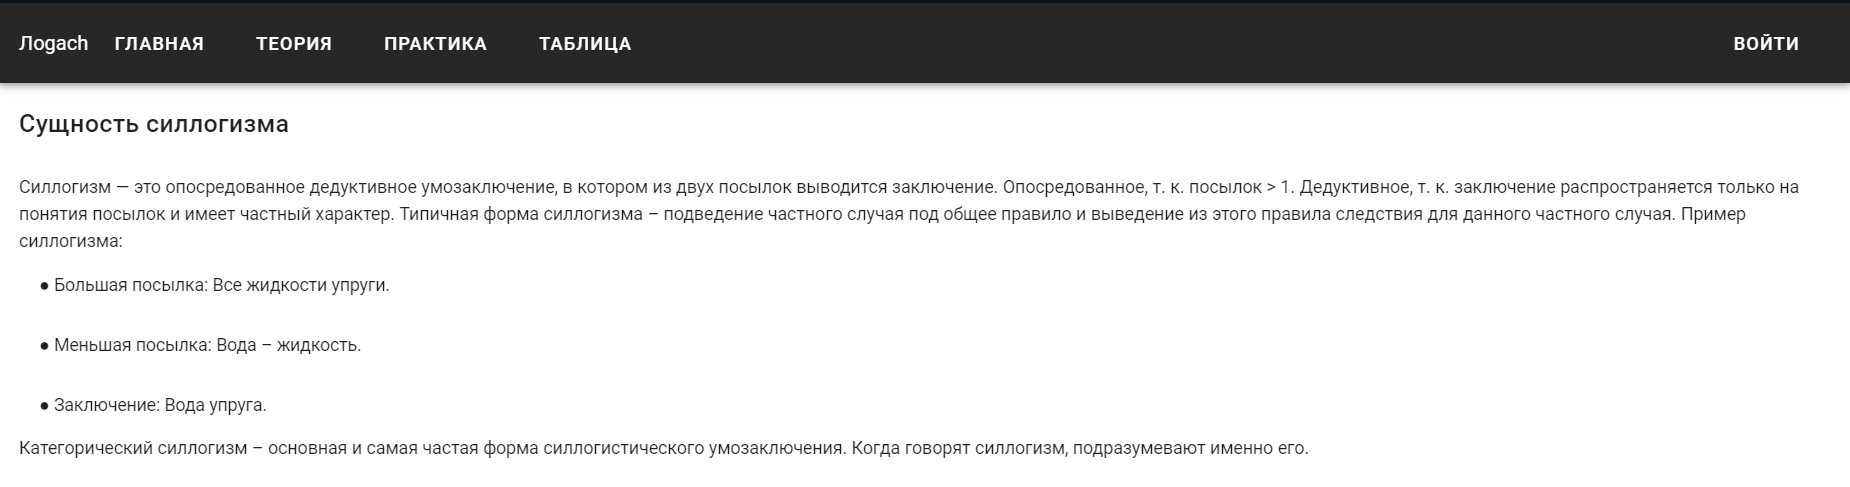 Лogach ГЛАВНАЯ ТЕОРИЯ ПРАКТИКА ТАБЛИЦА ВОЙТИ
Сущность силлогизма
Силлогизм — это опосредованное дедуктивное умозаключение, в котором из двух посылок выводится заключение. Опосредованное, т. к. посылок > 1. Дедуктивное, т. к. заключение распространяется только на
понятия посылок и имеет частный характер. Типичная форма силлогизма – подведение частного случая под общее правило и выведение из этого правила следствия для данного частного случая. Пример
силлогизма:
● Большая посылка: Все жидкости упруги.
● Меньшая посылка: Вода – жидкость.
● Заключение: Вода упруга.
Категорический силлогизм – основная и самая частая форма силлогистического умозаключения. Когда говорят силлогизм, подразумевают именно его.